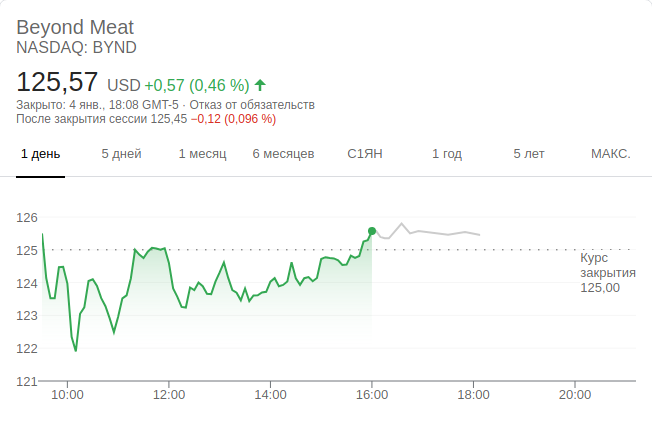 Beyond Meat
NASDAQ: BYND
125,57 USD +0,57 (0,46 %)
Закрыто: 4 янв., 18:08 GMT-5 · Отказ от обязательств
После закрытия сессии 125,45 −0,12 (0,096 %)
1 день 5 дней 1 месяц 6 месяцев С1ЯН 1 год 5 лет МАКС.
126
125
124
123
122
121
Курс
закрытия
125,00
10:00 12:00 14:00 16:00 18:00 20:00